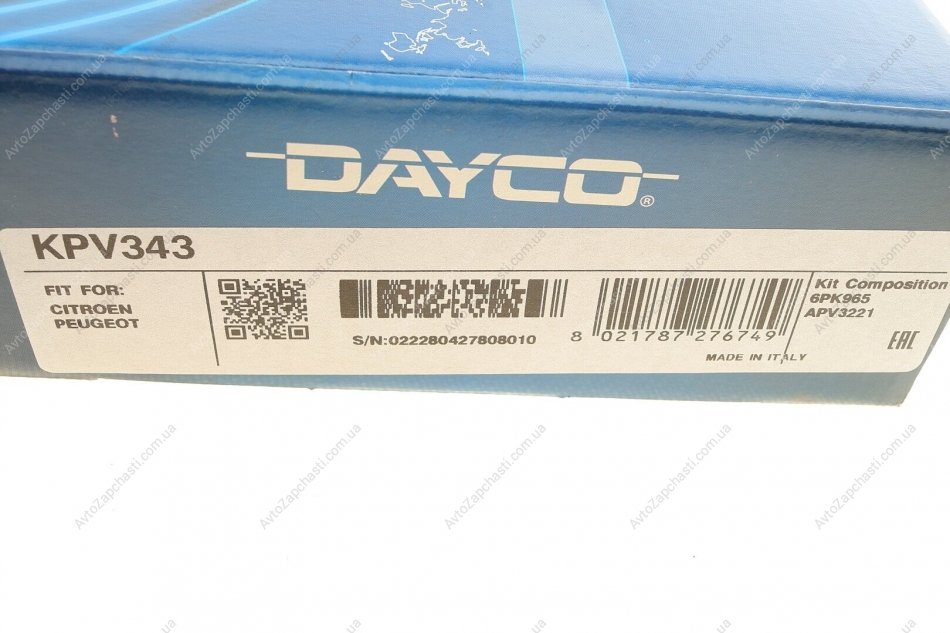 DAYCO®
KPV343
FIT FOR:
CITROEN
PEUGEOT
S/N:022280427808010
8 021787 276749
MADE IN ITALY
Kit Composition
6PK965
APV3221
EAC
AvtoZapchasti.com.ua